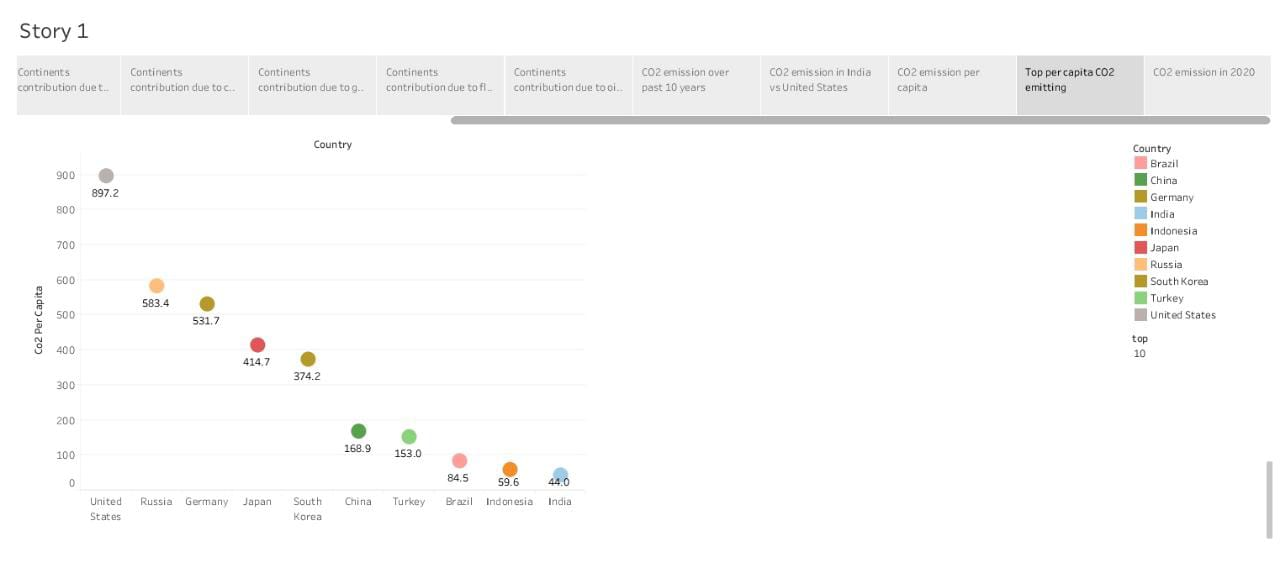 Story 1
Continents
contribution due t..
Continents
contribution due to c..
Continents
contribution due to g..
Continents
contribution due to fl..
Continents
contribution due to oi..
CO2 emission over
past 10 years
CO2 emission in India
vs United States
CO2 emission per
capita
Top per capita CO2
emitting
CO2 emission in 2020
Country
Co2 Per Capita
900
800
700
600
500
400
300
200
100
0
897.2
583.4
531.7
414.7
374.2
168.9
153.0
84.5
59.6
44.0
United
States
Russia
Germany
Japan
South
Korea
China
Turkey
Brazil
Indonesia
India
Country
Brazil
China
Germany
India
Indonesia
Japan
Russia
South Korea
Turkey
United States
top
10